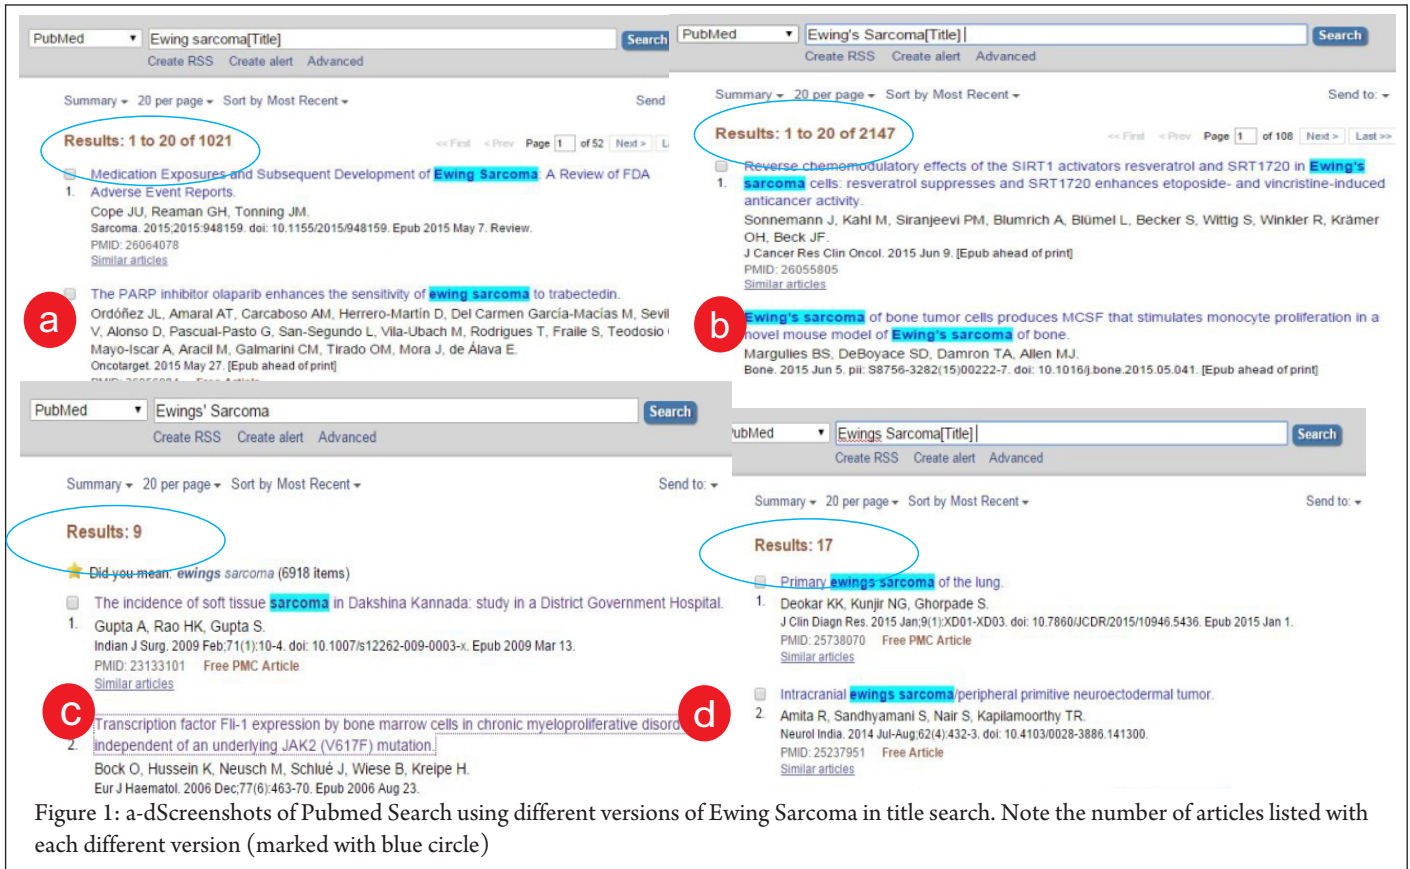 PubMed
Ewing sarcoma[Title]
Search
Create RSS Create alert Advanced
Summary 20 per page Sort by Most Recent
Send
Results: 1 to 20 of 1021
<< First < Prev Page 1 of 52 Next >
Medication Exposures and Subsequent Development of Ewing Sarcoma: A Review of FDA
1. Adverse Event Reports.
Cope JU, Reaman GH, Tonning JM.
Sarcoma. 2015;2015:948159. doi: 10.1155/2015/948159. Epub 2015 May 7. Review.
PMID: 26064078
Similar articles
The PARP inhibitor olaparib enhances the sensitivity of ewing sarcoma to trabectedin.
a
Ordóñez JL, Amaral AT, Carcaboso AM, Herrero-Martín D, Del Carmen García-Macías M, Sevil
V, Alonso D, Pascual-Pasto G, San-Segundo L, Vila-Ubach M, Rodrigues T, Fraile S, Teodosio
Mayo-Iscar A, Aracil M, Galmarini CM, Tirado OM, Mora J, de Álava E.
Oncotarget. 2015 May 27. [Epub ahead of print]
PubMed
Ewing's Sarcoma[Title]
Search
Create RSS Create alert Advanced
Summary 20 per page Sort by Most Recent
Send to:
Results: 1 to 20 of 2147
<< First < Prev Page 1 of 108 Next > Last >>
Reverse chemomodulatory effects of the SIRT1 activators resveratrol and SRT1720 in Ewing's
1. sarcoma cells: resveratrol suppresses and SRT1720 enhances etoposide- and vincristine-induced
anticancer activity.
Sonnemann J, Kahl M, Siranjeevi PM, Blumrich A, Blümel L, Becker S, Wittig S, Winkler R, Krämer
OH, Beck JF.
J Cancer Res Clin Oncol. 2015 Jun 9. [Epub ahead of print]
PMID: 26055805
Similar articles
b
Ewing's sarcoma of bone tumor cells produces MCSF that stimulates monocyte proliferation in a
novel mouse model of Ewing's sarcoma of bone.
Margulies BS, DeBoyace SD, Damron TA, Allen MJ.
Bone. 2015 Jun 5. pii: S8756-3282(15)00222-7. doi: 10.1016/j.bone.2015.05.041. [Epub ahead of print]
PubMed
Ewings' Sarcoma
Search
Create RSS Create alert Advanced
Summary 20 per page Sort by Most Recent
Send to:
Results: 9
Did you mean: ewings sarcoma (6918 items)
The incidence of soft tissue sarcoma in Dakshina Kannada: study in a District Government Hospital.
1. Gupta A, Rao HK, Gupta S.
Indian J Surg. 2009 Feb;71(1):10-4. doi: 10.1007/s12262-009-0003-x. Epub 2009 Mar 13.
PMID: 23133101 Free PMC Article
Similar articles
c
Transcription factor Fli-1 expression by bone marrow cells in chronic myeloproliferative disor
2. independent of an underlying JAK2 (V617F) mutation.
Bock O, Hussein K, Neusch M, Schlué J, Wiese B, Kreipe H.
Eur J Haematol. 2006 Dec;77(6):463-70. Epub 2006 Aug 23.
PubMed
Ewings Sarcoma[Title]
Search
Create RSS Create alert Advanced
Summary 20 per page Sort by Most Recent
Send to:
Results: 17
Primary ewings sarcoma of the lung.
1. Deokar KK, Kunjir NG, Ghorpade S.
J Clin Diagn Res. 2015 Jan;9(1):XD01-XD03. doi: 10.7860/JCDR/2015/10946.5436. Epub 2015 Jan 1.
PMID: 25738070 Free PMC Article
Similar articles
d
Intracranial ewings sarcoma/peripheral primitive neuroectodermal tumor.
2. Amita R, Sandhyamani S, Nair S, Kapilamoorthy TR.
Neurol India. 2014 Jul-Aug;62(4):432-3. doi: 10.4103/0028-3886.141300.
PMID: 25237951 Free Article
Similar articles
Figure 1: a-dScreenshots of Pubmed Search using different versions of Ewing Sarcoma in title search. Note the number of articles listed with
each different version (marked with blue circle)